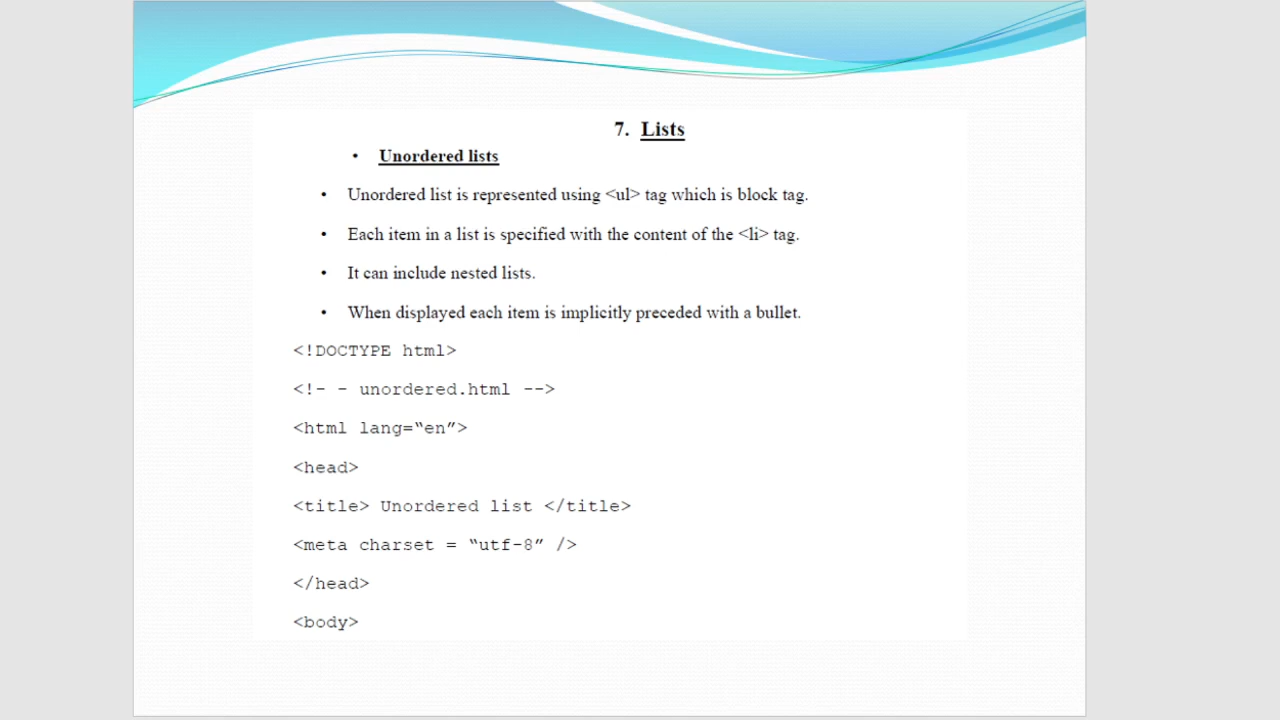 7. Lists
• Unordered lists
• Unordered list is represented using <ul> tag which is block tag.
• Each item in a list is specified with the content of the <li> tag.
• It can include nested lists.
• When displayed each item is implicitly preceded with a bullet.
<!DOCTYPE html>
<!- - unordered.html -->
<html lang=“en”>
<head>
<title> Unordered list </title>
<meta charset = “utf-8” />
</head>
<body>